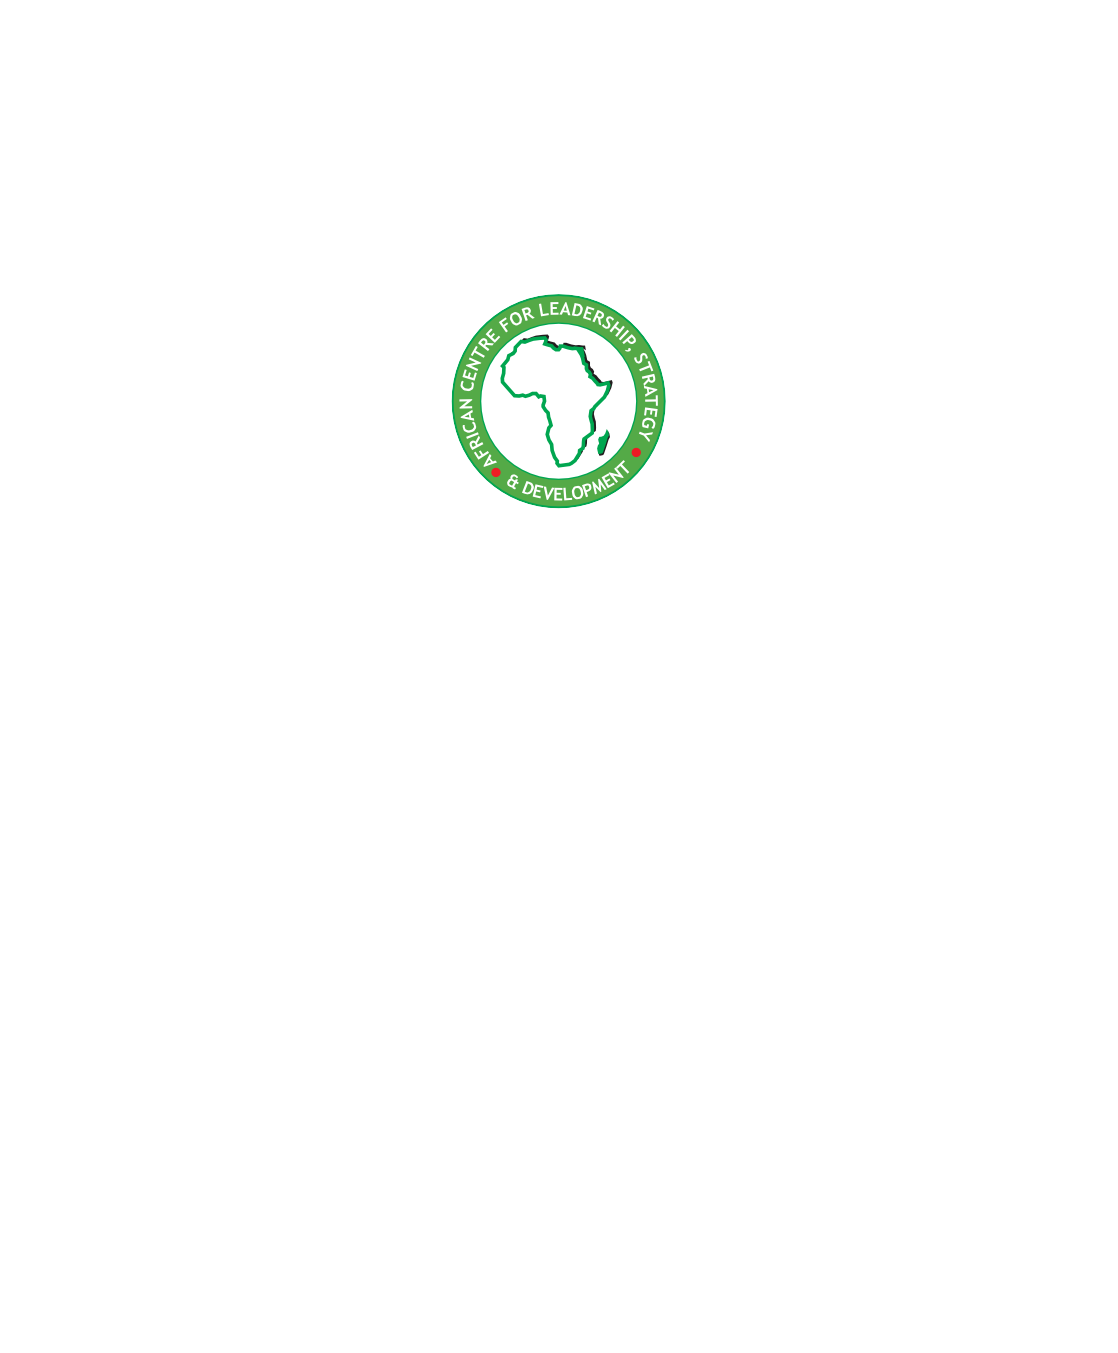 AFRICAN CENTRE FOR LEADERSHIP, STRATEGY
& DEVELOPMENT